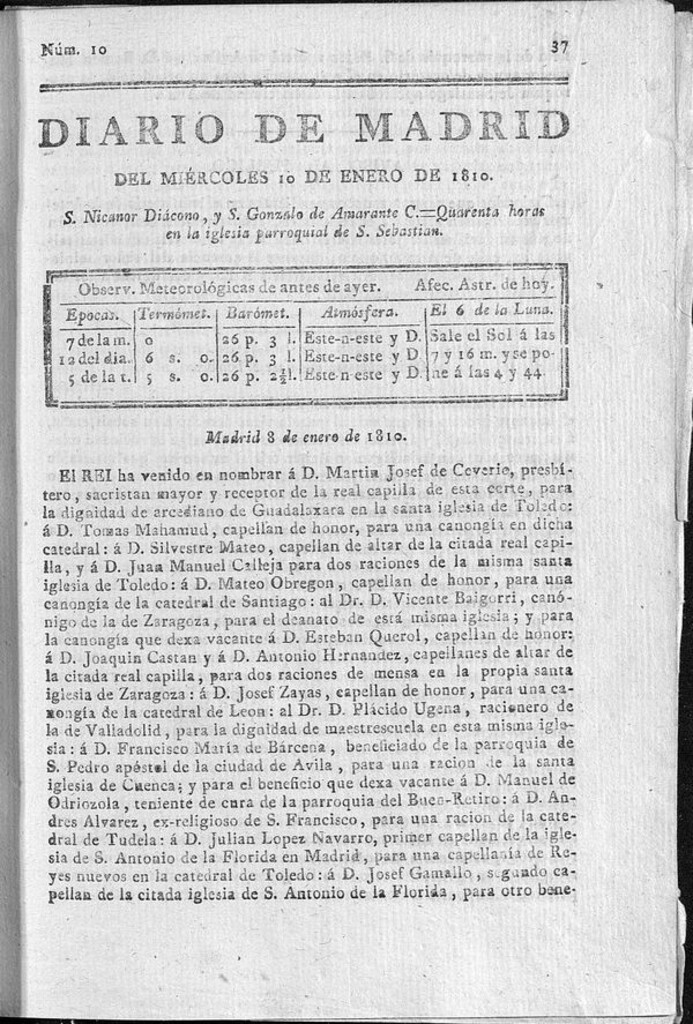 Núm. 10 37
DIARIO DE MADRID
DEL MIÉRCOLES 10 DE ENERO DE 1810.
S. Nicanor Diácono, y S. Gonzalo de Amarante C.=Quarenta horas
en la iglesia parroquial de S. Sebastian.
Observ. Meteorológicas de antes de ayer. Afec. Astr. de hoy.
Epocas. Termómet. Barómet. Atmósfera. El 6 de la Luna.
7 de la m. 0 26 p. 3 l. Este-n-este y D. Sale el Sol á las
12 del dia. 6 s. 0. 26 p. 3 l. Este-n-este y D. 7 y 16 m. y se po-
5 de la t. 5 s. 0. 26 p. 2½l. Este-n-este y D. ne á las 4 y 44.
Madrid 8 de enero de 1810.
El REI ha venido en nombrar á D. Martin Josef de Ceverio, presbí-
tero, sacristan mayor y receptor de la real capilla de esta corte, para
la dignidad de arcediano de Guadalaxara en la santa iglesia de Toledo:
á D. Tomas Mahamud, capellan de honor, para una canongía en dicha
catedral: á D. Silvestre Mateo, capellan de altar de la citada real capi-
lla, y á D. Juan Manuel Calleja para dos raciones de la misma santa
iglesia de Toledo: á D. Mateo Obregon, capellan de honor, para una
canongía de la catedral de Santiago: al Dr. D. Vicente Baigorri, canó-
nigo de la de Zaragoza, para el deanato de está misma iglesia; y para
la canongía que dexa vacante á D. Esteban Querol, capellan de honor:
á D. Joaquin Castan y á D. Antonio Hernandez, capellanes de altar de
la citada real capilla, para dos raciones de mensa en la propia santa
iglesia de Zaragoza: á D. Josef Zayas, capellan de honor, para una ca-
nongía de la catedral de Leon: al Dr. D. Plácido Ugena, racionero de
la de Valladolid, para la dignidad de maestrescuela en esta misma igle-
sia: á D. Francisco María de Bárcena, beneficiado de la parroquia de
S. Pedro apóstol de la ciudad de Avila, para una racion de la santa
iglesia de Cuenca; y para el beneficio que dexa vacante á D. Manuel de
Odriozola, teniente de cura de la parroquia del Buen-Retiro: á D. An-
dres Alvarez, ex-religioso de S. Francisco, para una racion de la cate-
dral de Tudela: á D. Julian Lopez Navarro, primer capellan de la igle-
sia de S. Antonio de la Florida en Madrid, para una capellanía de Re-
yes nuevos en la catedral de Toledo: á D. Josef Gamallo, segundo ca-
pellan de la citada iglesia de S. Antonio de la Florida, para otro bene-